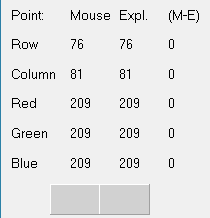 Point: Mouse Expl. (M-E)
Row 76 76 0
Column 81 81 0
Red 209 209 0
Green 209 209 0
Blue 209 209 0